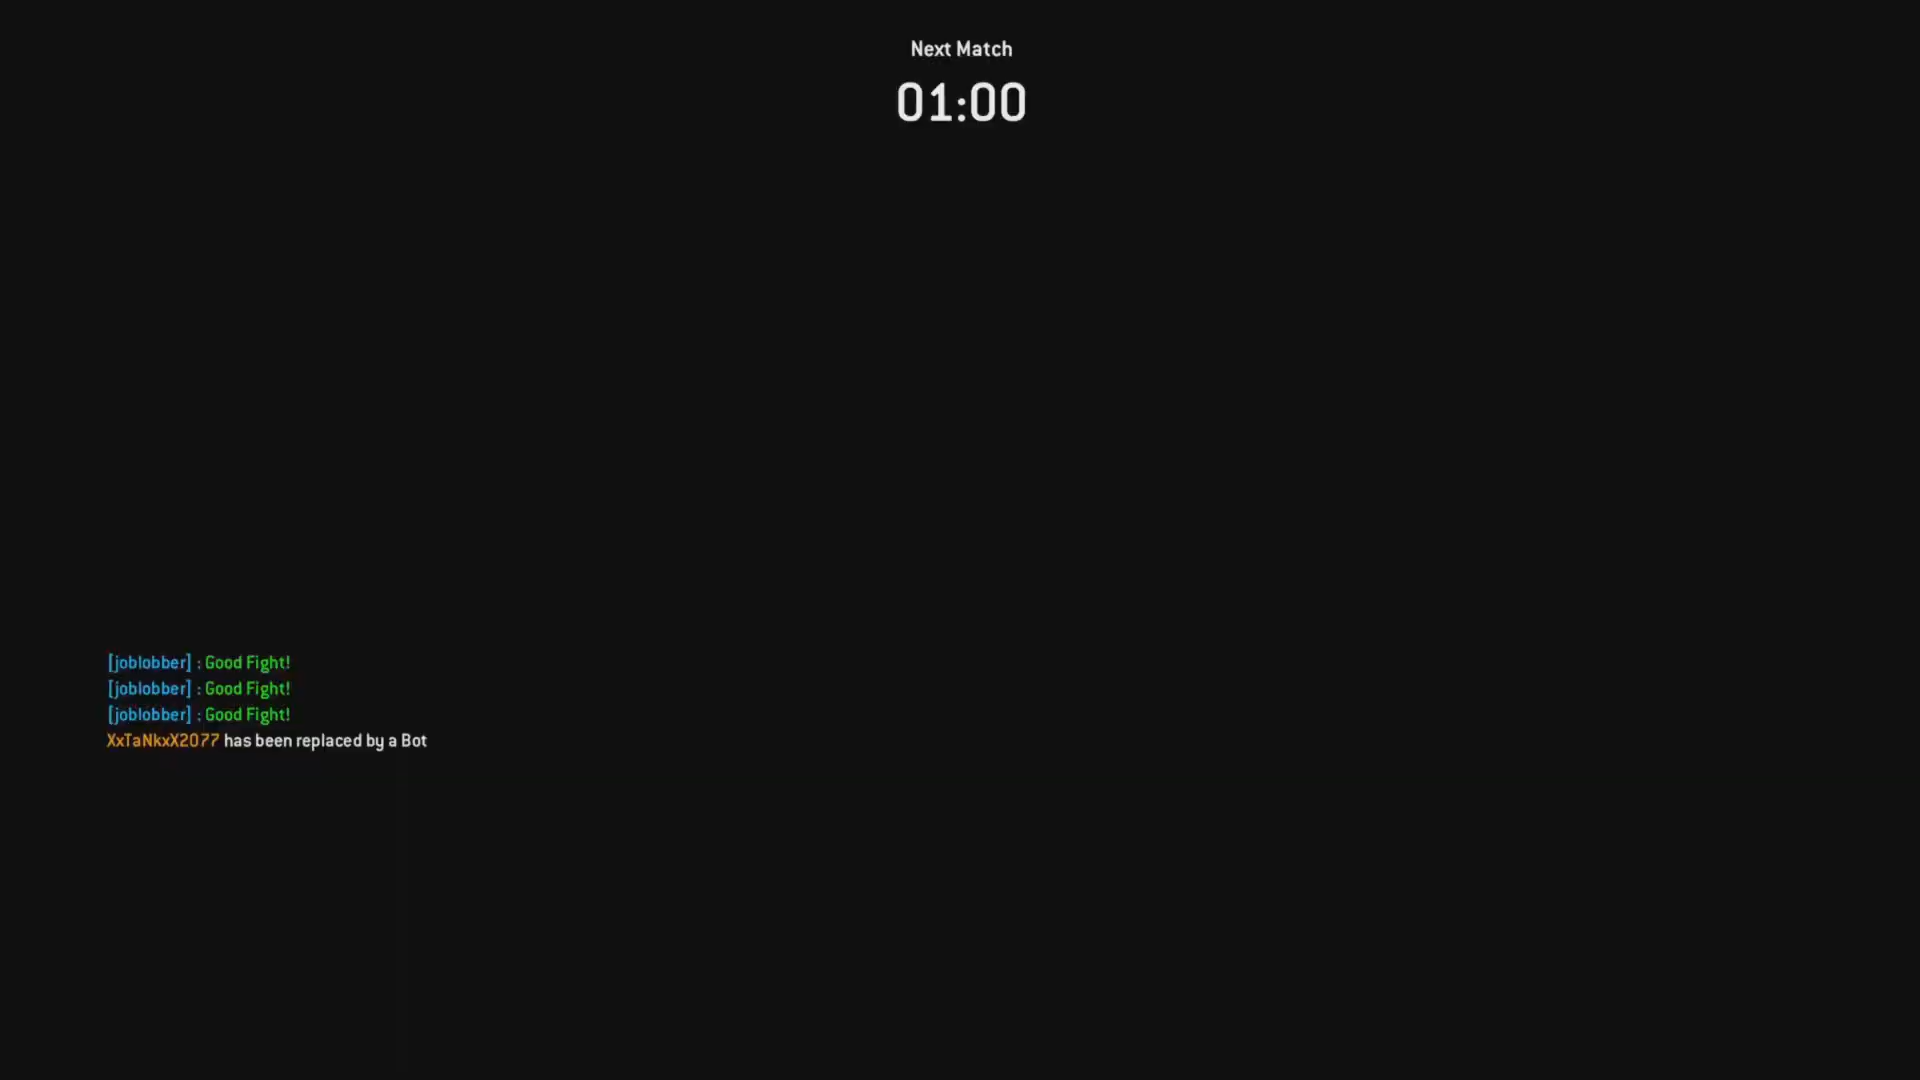 Next Match
01:00
[joblobber] : Good Fight!
[joblobber] : Good Fight!
[joblobber] : Good Fight!
XxTaNkxX2077 has been replaced by a Bot